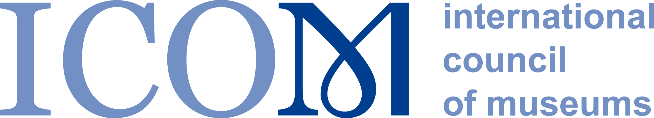 ICOM
international
council
of museums